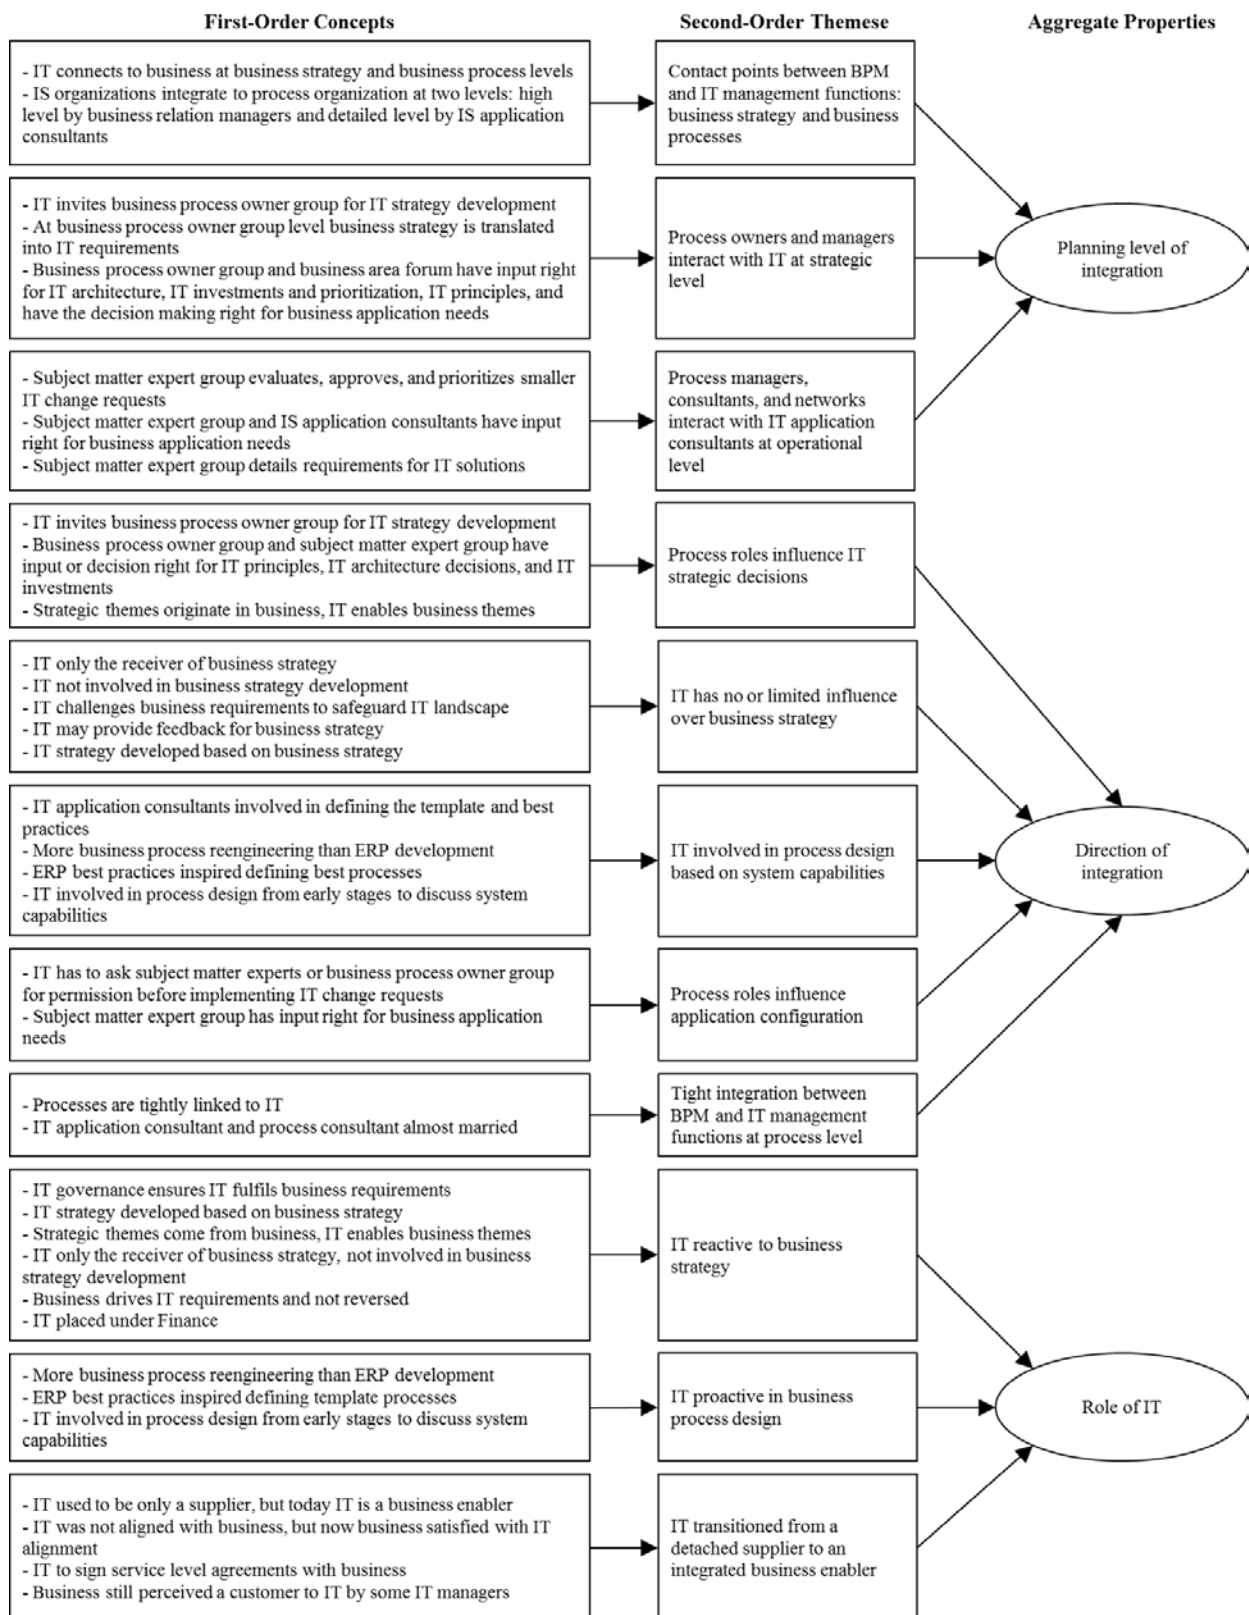 First-Order Concepts
Second-Order Themese
Aggregate Properties
- IT connects to business at business strategy and business process levels
- IS organizations integrate to process organization at two levels: high
level by business relation managers and detailed level by IS application
consultants
Contact points between BPM
and IT management functions:
business strategy and business
processes
- IT invites business process owner group for IT strategy development
- At business process owner group level business strategy is translated
into IT requirements
- Business process owner group and business area forum have input right
for IT architecture, IT investments and prioritization, IT principles, and
have the decision making right for business application needs
Process owners and managers
interact with IT at strategic
level
Planning level of
integration
- Subject matter expert group evaluates, approves, and prioritizes smaller
IT change requests
- Subject matter expert group and IS application consultants have input
right for business application needs
- Subject matter expert group details requirements for IT solutions
Process managers,
consultants, and networks
interact with IT application
consultants at operational
level
- IT invites business process owner group for IT strategy development
- Business process owner group and subject matter expert group have
input or decision right for IT principles, IT architecture decisions, and IT
investments
- Strategic themes originate in business, IT enables business themes
Process roles influence IT
strategic decisions
- IT only the receiver of business strategy
- IT not involved in business strategy development
- IT challenges business requirements to safeguard IT landscape
- IT may provide feedback for business strategy
- IT strategy developed based on business strategy
IT has no or limited influence
over business strategy
- IT application consultants involved in defining the template and best
practices
- More business process reengineering than ERP development
- ERP best practices inspired defining best processes
- IT involved in process design from early stages to discuss system
capabilities
IT involved in process design
based on system capabilities
Direction of
integration
- IT has to ask subject matter experts or business process owner group
for permission before implementing IT change requests
- Subject matter expert group has input right for business application
needs
Process roles influence
application configuration
- Processes are tightly linked to IT
- IT application consultant and process consultant almost married
Tight integration between
BPM and IT management
functions at process level
- IT governance ensures IT fulfils business requirements
- IT strategy developed based on business strategy
- Strategic themes come from business, IT enables business themes
- IT only the receiver of business strategy, not involved in business
strategy development
- Business drives IT requirements and not reversed
- IT placed under Finance
IT reactive to business
strategy
- More business process reengineering than ERP development
- ERP best practices inspired defining template processes
- IT involved in process design from early stages to discuss system
capabilities
IT proactive in business
process design
Role of IT
- IT used to be only a supplier, but today IT is a business enabler
- IT was not aligned with business, but now business satisfied with IT
alignment
- IT to sign service level agreements with business
- Business still perceived a customer to IT by some IT managers
IT transitioned from a
detached supplier to an
integrated business enabler